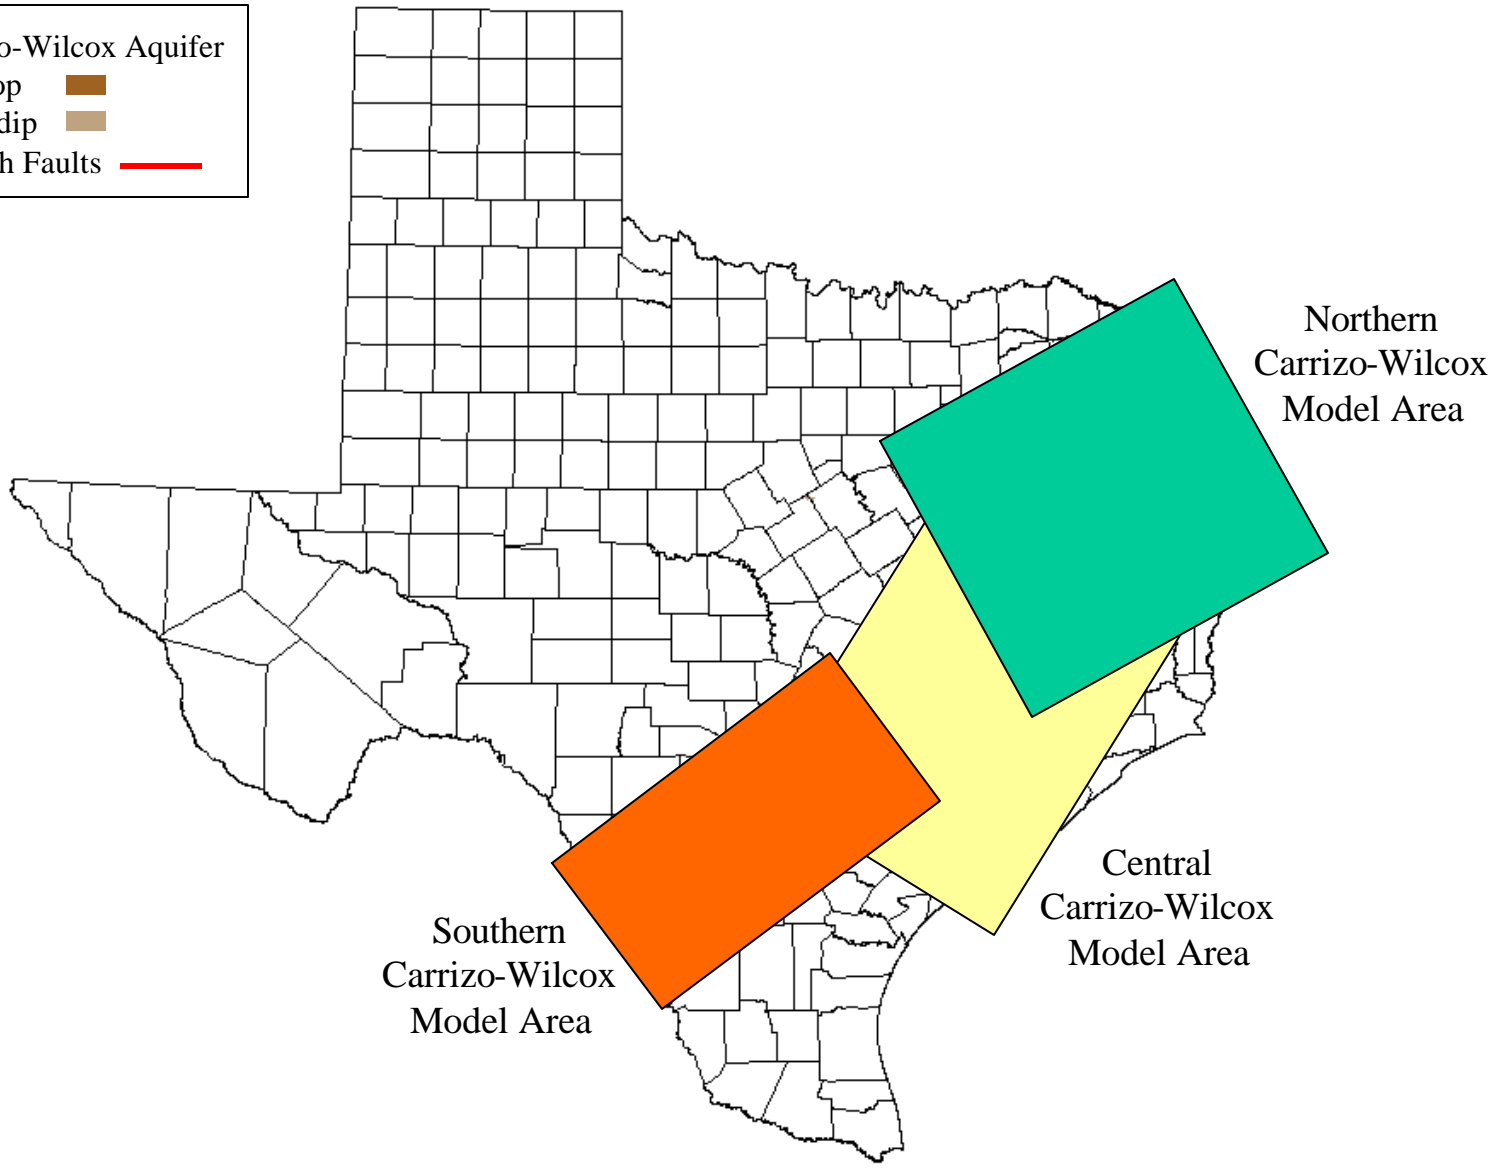 o-Wilcox Aquifer
op
dip
h Faults
Northern
Carrizo-Wilcox
Model Area
Central
Carrizo-Wilcox
Model Area
Southern
Carrizo-Wilcox
Model Area